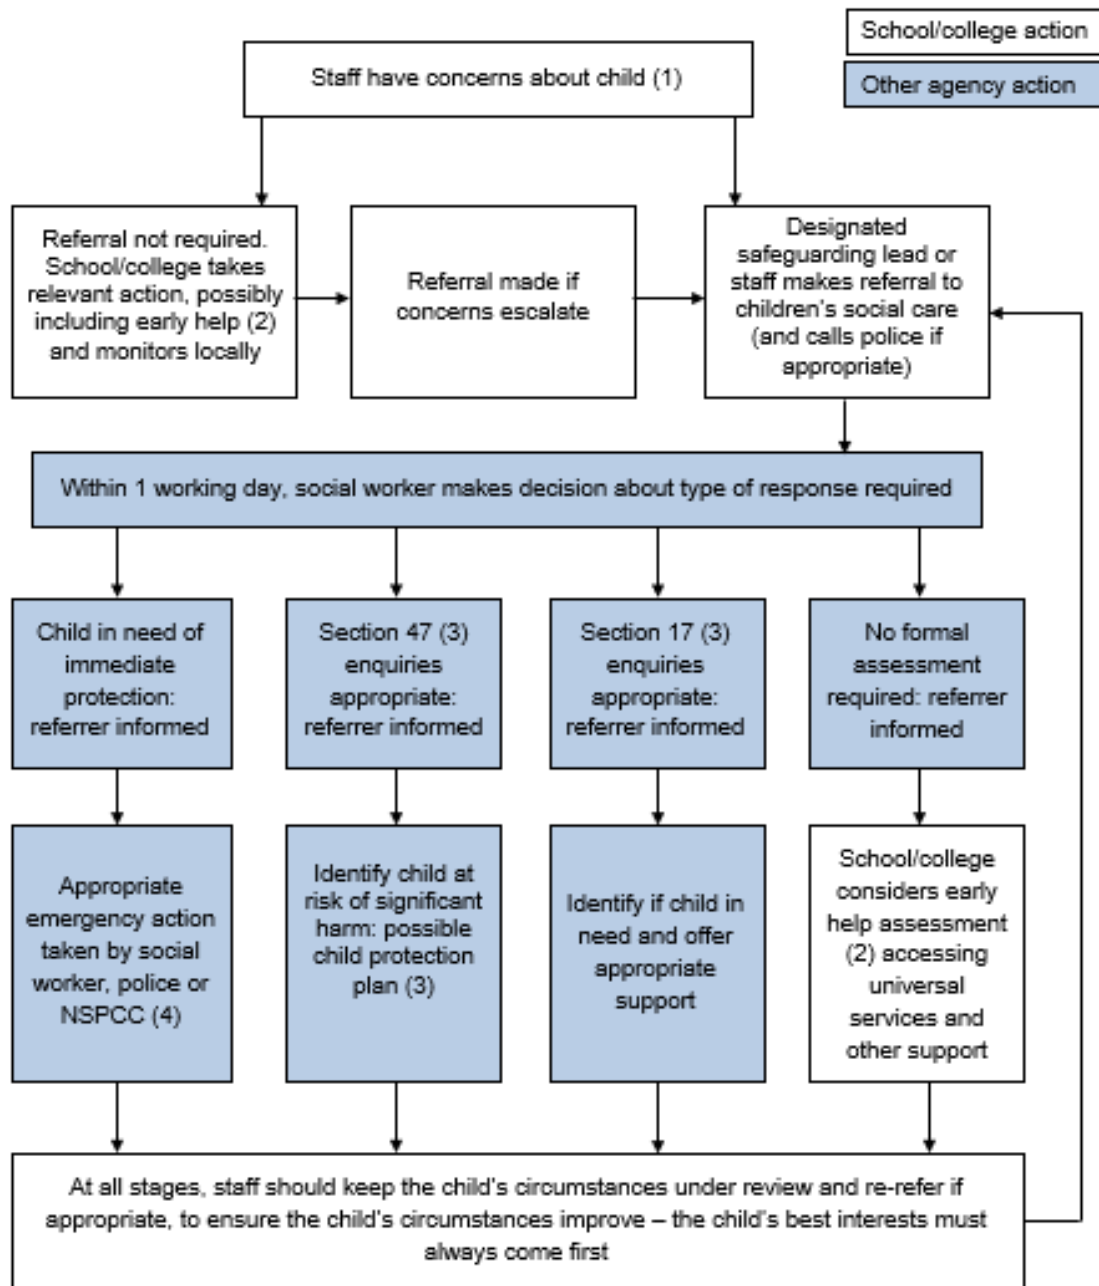 School/college action
Other agency action
Staff have concerns about child (1)
Referral not required.
School/college takes
relevant action, possibly
including early help (2)
and monitors locally
Referral made if
concerns escalate
Designated
safeguarding lead or
staff makes referral to
children's social care
(and calls police if
appropriate)
Within 1 working day, social worker makes decision about type of response required
Child in need of
immediate
protection:
referrer informed
Section 47 (3)
enquiries
appropriate:
referrer informed
Section 17 (3)
enquiries
appropriate:
referrer informed
No formal
assessment
required: referrer
informed
Appropriate
emergency action
taken by social
worker, police or
NSPCC (4)
Identify child at
risk of significant
harm: possible
child protection
plan (3)
Identify if child in
need and offer
appropriate
support
School/college
considers early
help assessment
(2) accessing
universal
services and
other support
At all stages, staff should keep the child's circumstances under review and re-refer if
appropriate, to ensure the child's circumstances improve – the child's best interests must
always come first